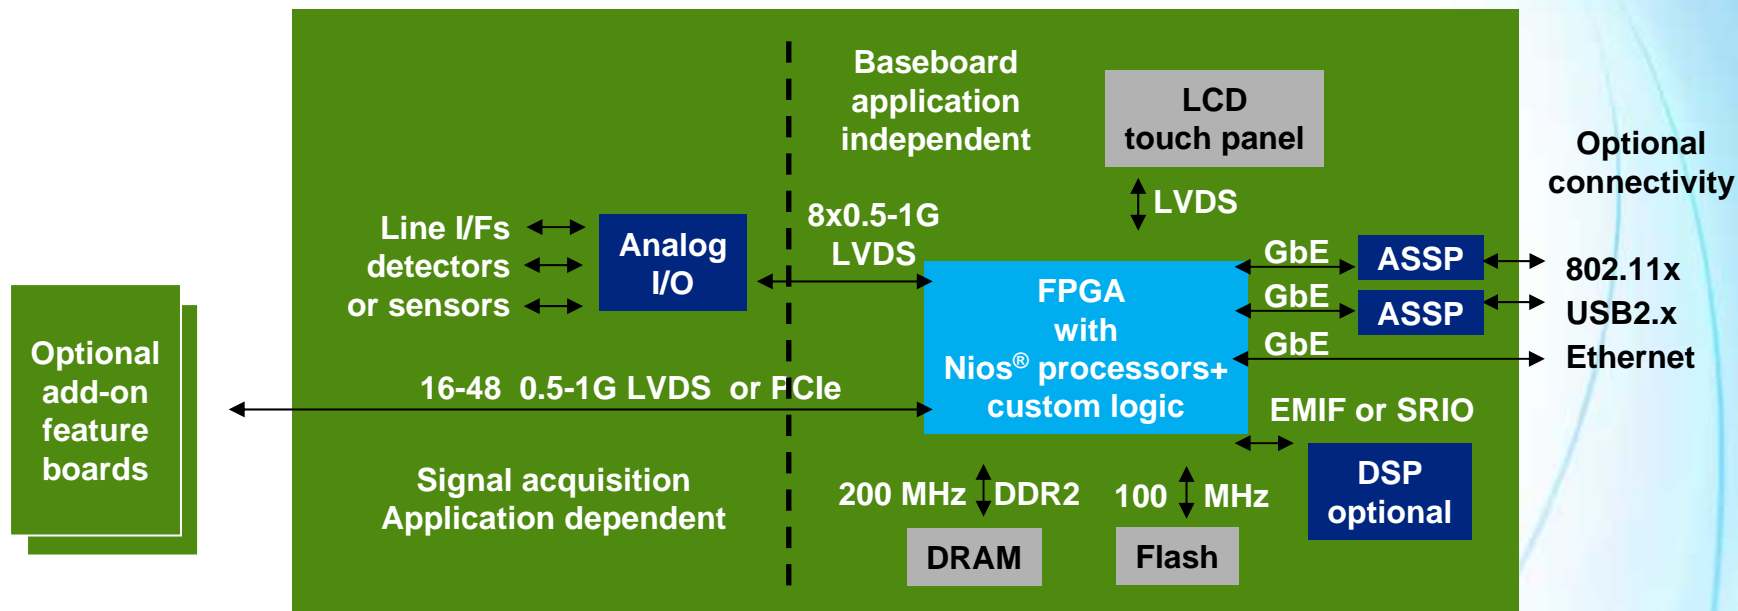 Baseboard
application
independent
LCD
touch panel
Optional
connectivity
LVDS
8x0.5-1G
LVDS
Line I/Fs
detectors
or sensors
Analog
I/O
GbE
ASSP
802.11x
GbE
ASSP
USB2.x
GbE
Ethernet
FPGA
with
Nios® processors+
custom logic
Optional
add-on
feature
boards
16-48 0.5-1G LVDS or PCIe
EMIF or SRIO
DSP
optional
Signal acquisition
Application dependent
200 MHz DDR2
100 MHz
DRAM
Flash